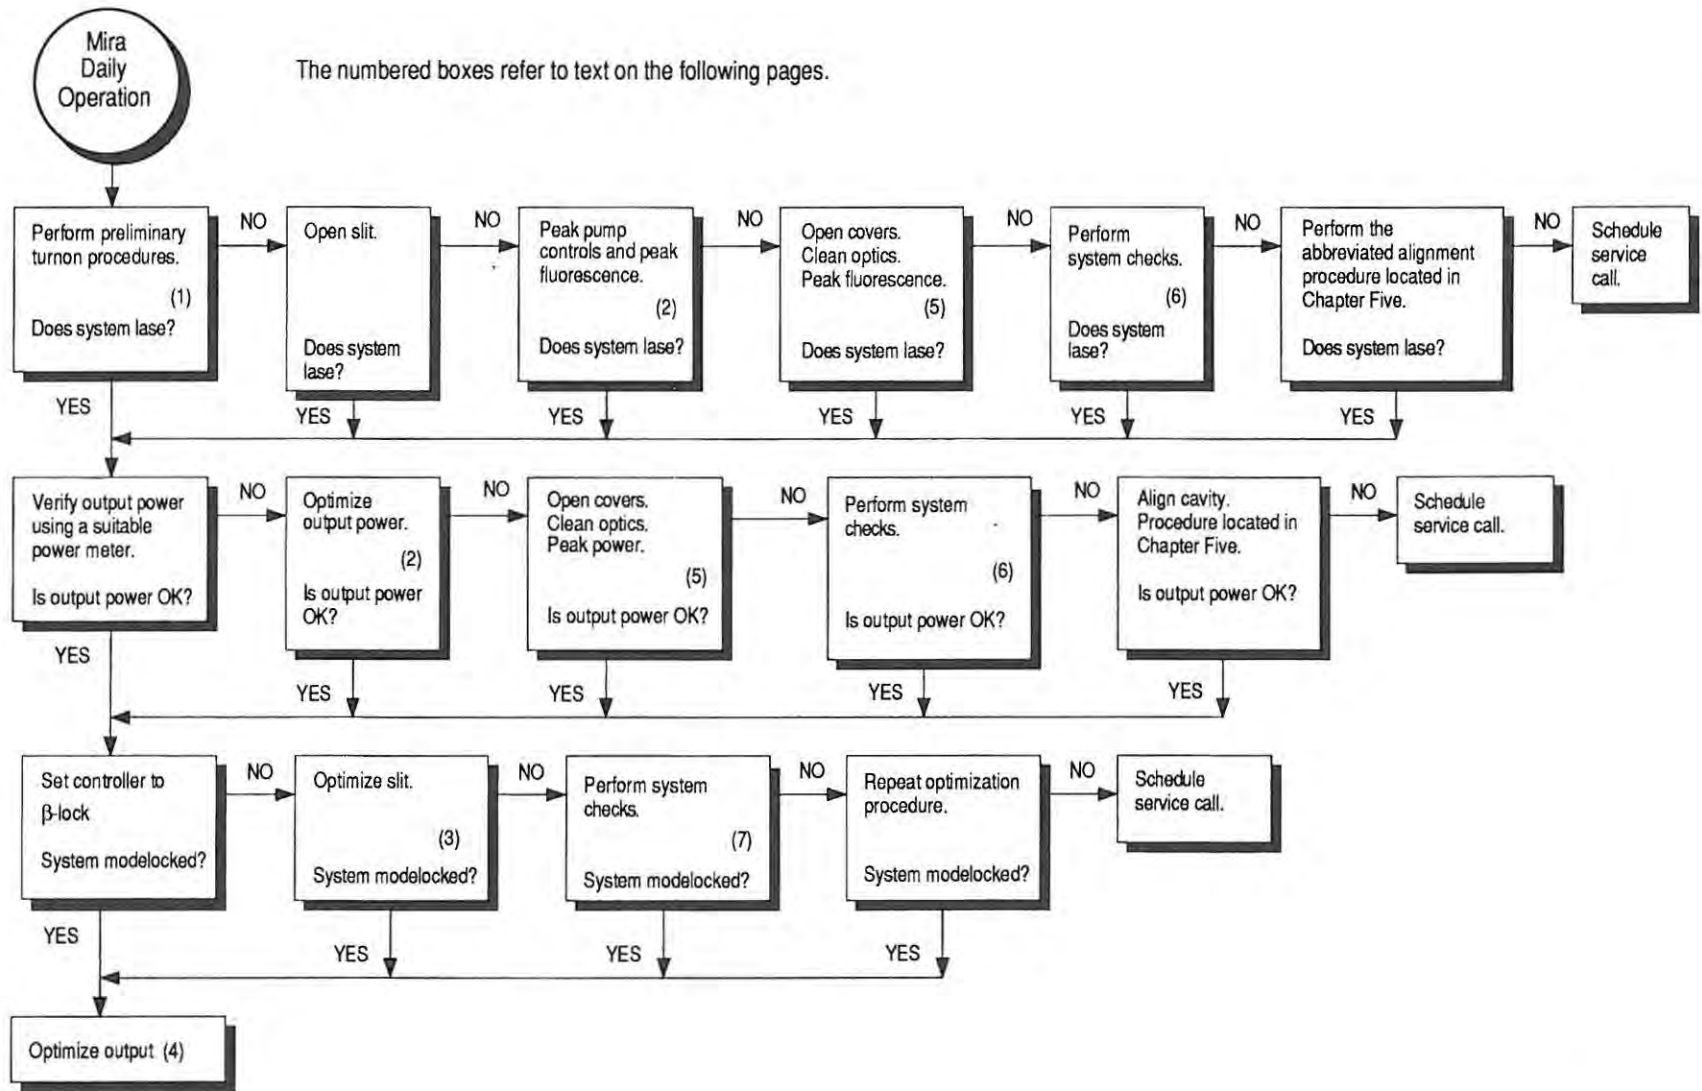 Mira
Daily
Operation
The numbered boxes refer to text on the following pages.
Perform preliminary
turnon procedures.
(1)
Does system lase?
NO
Open slit.
Does system
lase?
NO
Peak pump
controls and peak
fluorescence.
(2)
Does system lase?
NO
Open covers.
Clean optics.
Peak fluorescence.
(5)
Does system lase?
NO
Perform
system checks.
(6)
Does system
lase?
NO
Perform the
abbreviated alignment
procedure located in
Chapter Five.
Does system lase?
NO
Schedule
service
call.
YES
YES
YES
YES
YES
YES
Verify output power
using a suitable
power meter.
Is output power OK?
NO
Optimize
output power.
(2)
Is output power
OK?
NO
Open covers.
Clean optics.
Peak power.
(5)
Is output power OK?
NO
Perform system
checks.
(6)
Is output power OK?
NO
Align cavity.
Procedure located in
Chapter Five.
Is output power OK?
NO
Schedule
service call.
YES
YES
YES
YES
YES
Set controller to
β-lock
System modelocked?
NO
Optimize slit.
(3)
System modelocked?
NO
Perform system
checks.
(7)
System modelocked?
NO
Repeat optimization
procedure.
System modelocked?
NO
Schedule
service call.
YES
YES
YES
YES
Optimize output (4)